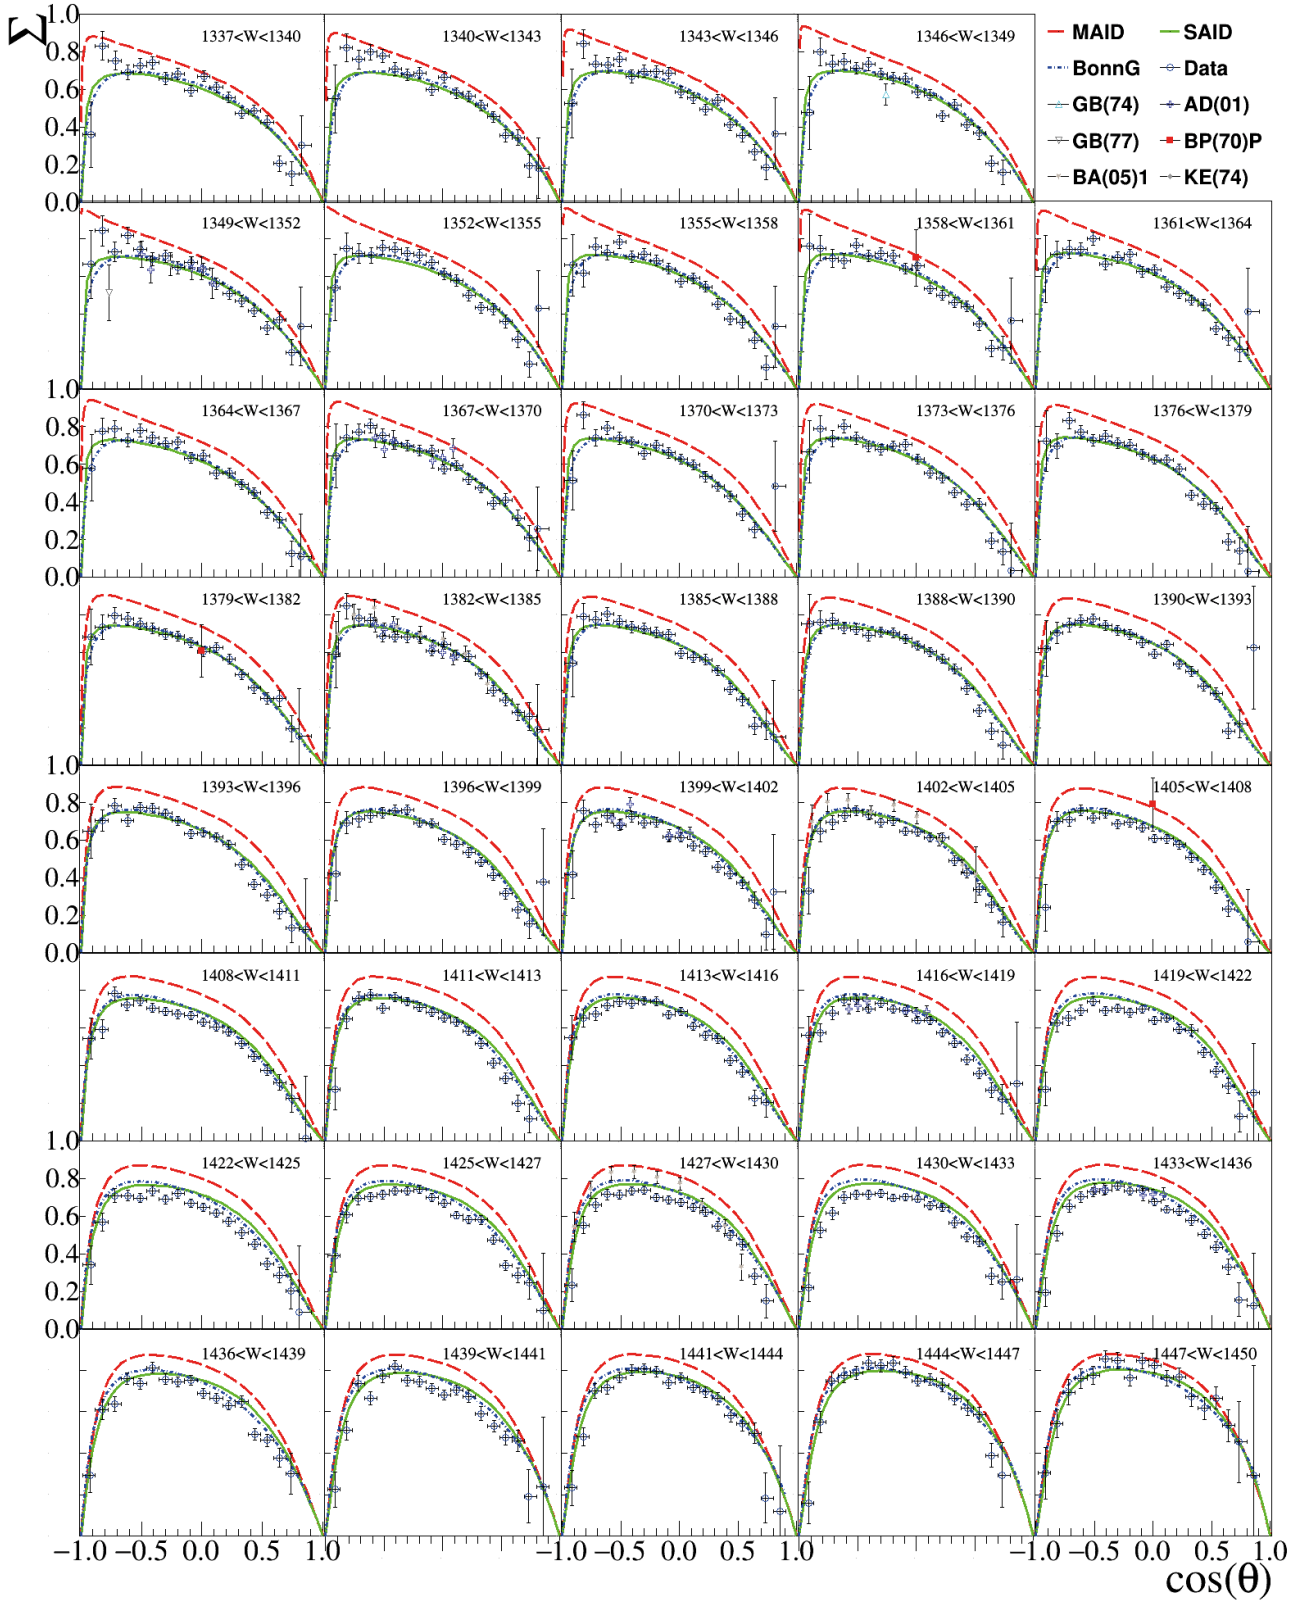 Σ
1.0
0.8
0.6
0.4
0.2
0.0
1337<W<1340
1340<W<1343
1343<W<1346
1346<W<1349
MAID
SAID
BonnG
Data
GB(74)
AD(01)
GB(77)
BP(70)P
BA(05)1
KE(74)
1349<W<1352
1352<W<1355
1355<W<1358
1358<W<1361
1361<W<1364
1.0
0.8
0.6
0.4
0.2
0.0
1364<W<1367
1367<W<1370
1370<W<1373
1373<W<1376
1376<W<1379
1379<W<1382
1382<W<1385
1385<W<1388
1388<W<1390
1390<W<1393
1.0
0.8
0.6
0.4
0.2
0.0
1393<W<1396
1396<W<1399
1399<W<1402
1402<W<1405
1405<W<1408
1408<W<1411
1411<W<1413
1413<W<1416
1416<W<1419
1419<W<1422
1.0
0.8
0.6
0.4
0.2
0.0
1422<W<1425
1425<W<1427
1427<W<1430
1430<W<1433
1433<W<1436
1436<W<1439
1439<W<1441
1441<W<1444
1444<W<1447
1447<W<1450
−1.0 −0.5 0.0 0.5 1.0
−1.0 −0.5 0.0 0.5
−1.0 −0.5 0.0 0.5 1.0
cos(θ)